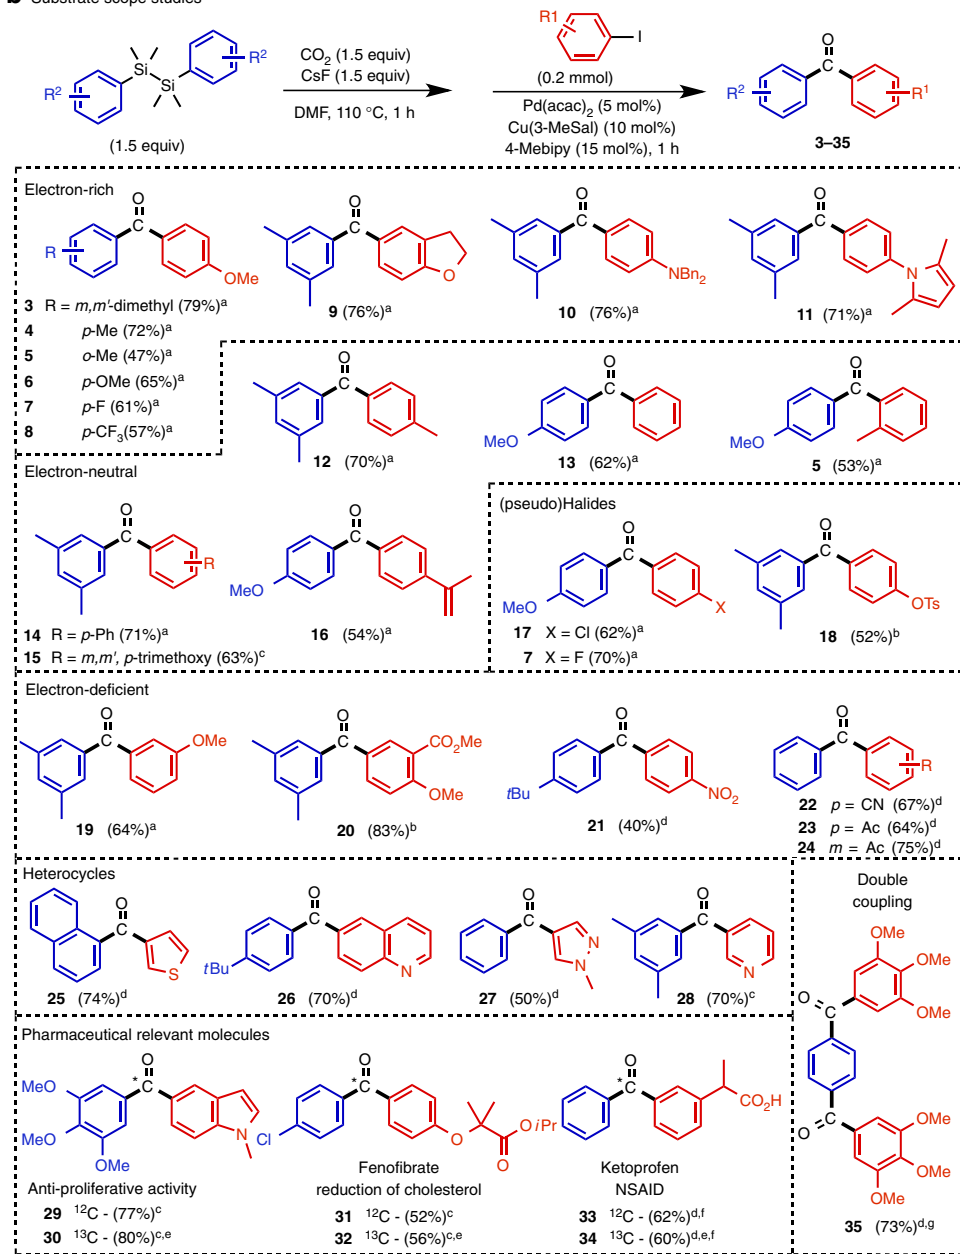 b Substrate scope studies
R²
Si
Si
R²
(1.5 equiv)
CO₂ (1.5 equiv)
CsF (1.5 equiv)
DMF, 110 °C, 1 h
R1
I
(0.2 mmol)
Pd(acac)₂ (5 mol%)
Cu(3-MeSal) (10 mol%)
4-Mebipy (15 mol%), 1 h
O
C
R²
R¹
3–35
Electron-rich
O
C
R
OMe
3 R = m,m′-dimethyl (79%)ᵃ
4 p-Me (72%)ᵃ
5 o-Me (47%)ᵃ
6 p-OMe (65%)ᵃ
7 p-F (61%)ᵃ
8 p-CF₃(57%)ᵃ
O
C
O
9 (76%)ᵃ
O
C
NBn₂
10 (76%)ᵃ
O
C
N
11 (71%)ᵃ
Electron-neutral
O
C
12 (70%)ᵃ
O
C
MeO
13 (62%)ᵃ
O
C
MeO
5 (53%)ᵃ
O
C
R
14 R = p-Ph (71%)ᵃ
15 R = m,m′, p-trimethoxy (63%)ᶜ
O
C
MeO
16 (54%)ᵃ
(pseudo)Halides
O
C
MeO
X
17 X = Cl (62%)ᵃ
7 X = F (70%)ᵃ
O
C
OTs
18 (52%)ᵇ
Electron-deficient
O
C
OMe
19 (64%)ᵃ
O
C
CO₂Me
OMe
20 (83%)ᵇ
O
C
tBu
NO₂
21 (40%)ᵈ
O
C
R
22 p = CN (67%)ᵈ
23 p = Ac (64%)ᵈ
24 m = Ac (75%)ᵈ
Heterocycles
O
C
S
25 (74%)ᵈ
O
C
tBu
N
26 (70%)ᵈ
O
C
N
N
27 (50%)ᵈ
O
C
N
28 (70%)ᶜ
Double
coupling
OMe
OMe
OMe
O
C
C
O
OMe
OMe
OMe
35 (73%)ᵈ,ᵍ
Pharmaceutical relevant molecules
O
* C
MeO
MeO
OMe
N
Anti-proliferative activity
29 ¹²C - (77%)ᶜ
30 ¹³C - (80%)ᶜ,ᵉ
O
* C
Cl
O
OiPr
O
Fenofibrate
reduction of cholesterol
31 ¹²C - (52%)ᶜ
32 ¹³C - (56%)ᶜ,ᵉ
O
* C
CO₂H
Ketoprofen
NSAID
33 ¹²C - (62%)ᵈ,ᶠ
34 ¹³C - (60%)ᵈ,ᵉ,ᶠ